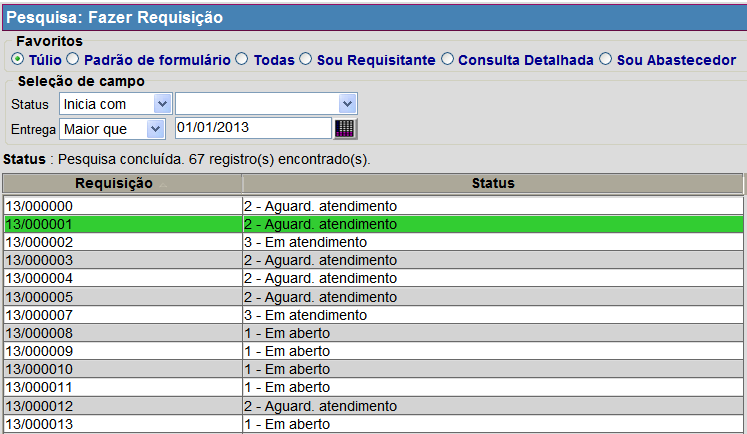 Pesquisa: Fazer Requisição
Favoritos
Túlio Padrão de formulário Todas Sou Requisitante Consulta Detalhada Sou Abastecedor
Seleção de campo
Status Inicia com
Entrega Maior que 01/01/2013
Status : Pesquisa concluída. 67 registro(s) encontrado(s).
Requisição Status
13/000000 2 - Aguard. atendimento
13/000001 2 - Aguard. atendimento
13/000002 3 - Em atendimento
13/000003 2 - Aguard. atendimento
13/000004 2 - Aguard. atendimento
13/000005 2 - Aguard. atendimento
13/000007 3 - Em atendimento
13/000008 1 - Em aberto
13/000009 1 - Em aberto
13/000010 1 - Em aberto
13/000011 1 - Em aberto
13/000012 2 - Aguard. atendimento
13/000013 1 - Em aberto